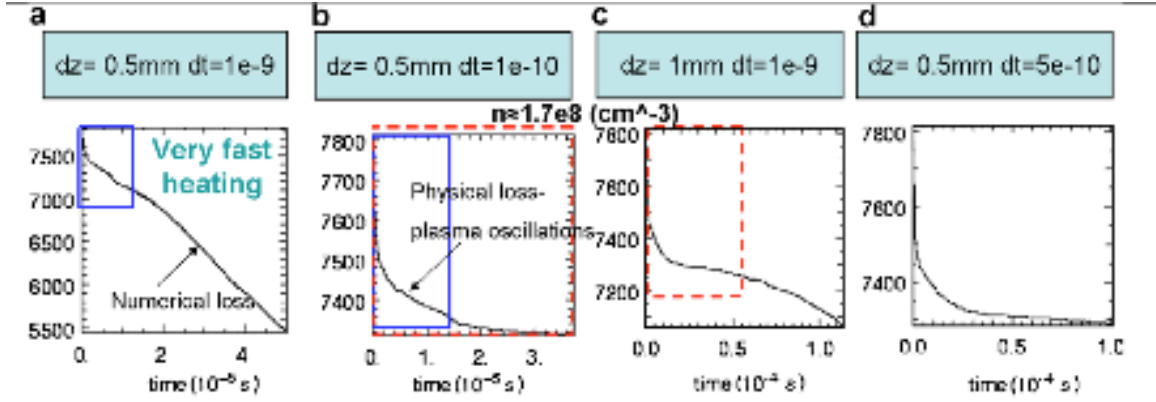 a
b
c
d
dz= 0.5mm dt=1e-9
dz= 0.5mm dt=1e-10
dz= 1mm dt=1e-9
dz= 0.5mm dt=5e-10
n≈1.7e8 (cm^-3)
7500
7000
6500
6000
5500
Very fast
heating
Numerical loss
0.
2
4
time (10⁻⁵ s)
7800
7700
7600
7500
7400
Physical loss-
plasma oscillations
0.
1.
2.
3.
time (10⁻⁵ s)
7800
7600
7400
7200
0.0
0.5
1.0
time (10⁻⁴ s)
7800
7600
7400
0.0
0.5
1.0
time (10⁻⁴ s)